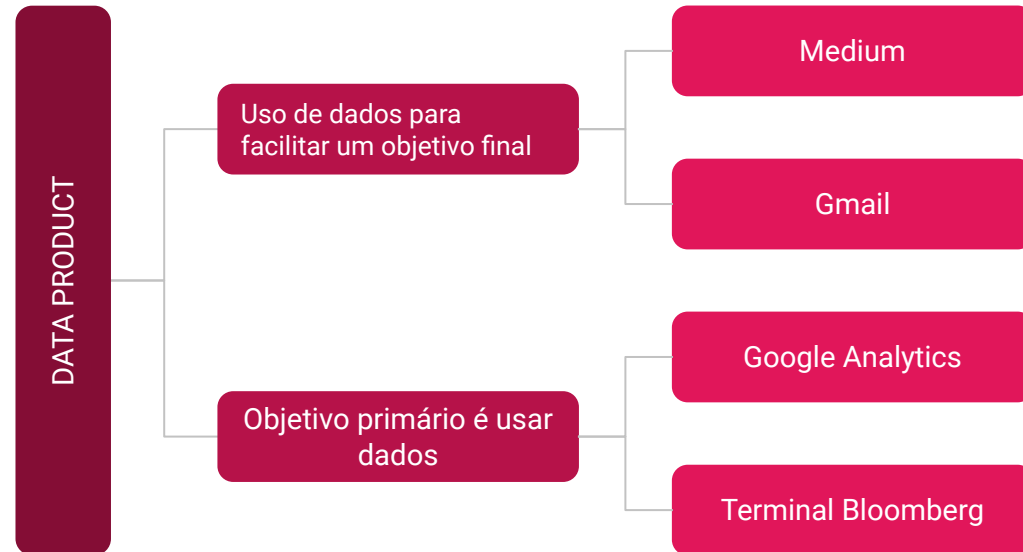 DATA PRODUCT
Uso de dados para
facilitar um objetivo final
Medium
Gmail
Objetivo primário é usar
dados
Google Analytics
Terminal Bloomberg